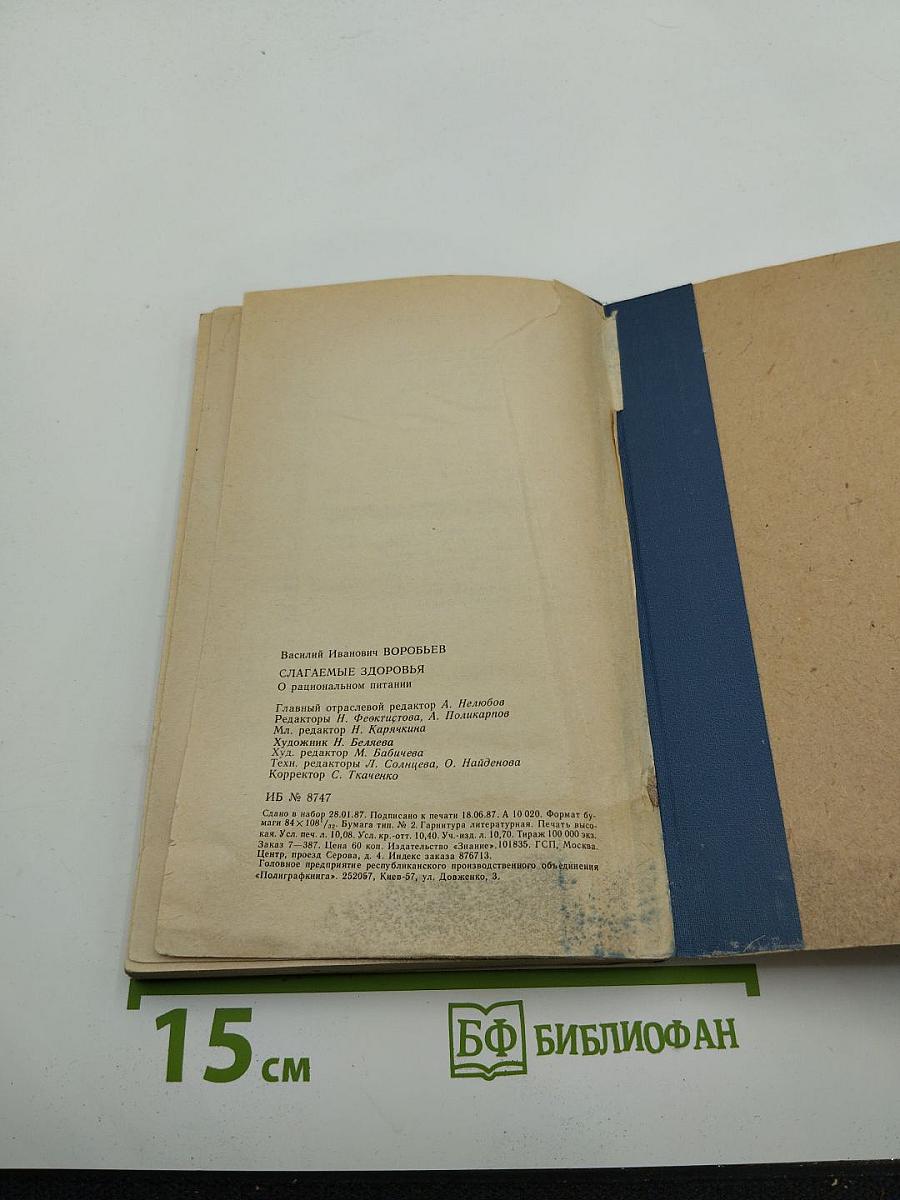 Василий Иванович ВОРОБЬЕВ
СЛАГАЕМЫЕ ЗДОРОВЬЯ
О рациональном питании
Главный отраслевой редактор А. Нелюбов
Редакторы Н. Феоктистова, А. Поликарпов
Мл. редактор Н. Карячкина
Художник Н. Беляева
Худ. редактор М. Бабичева
Техн. редакторы Л. Солнцева, О. Найденова
Корректор С. Ткаченко
ИБ № 8747
Сдано в набор 28.01.87. Подписано к печати 18.06.87. А 10 020. Формат бу-
маги 84×108 1/32. Бумага тип. № 2. Гарнитура литературная. Печать высо-
кая. Усл. печ. л. 10,08. Усл. кр.-отт. 10,40. Уч.-изд. л. 10,70. Тираж 100 000 экз.
Заказ 7—387. Цена 60 коп. Издательство «Знание». 101835. ГСП, Москва.
Центр, проезд Серова, д. 4. Индекс заказа 876713.
Головное предприятие республиканского производственного объединения
«Полиграфкнига». 252057, Киев-57, ул. Довженко, 3.
15 см
БФ БИБЛИОФАН